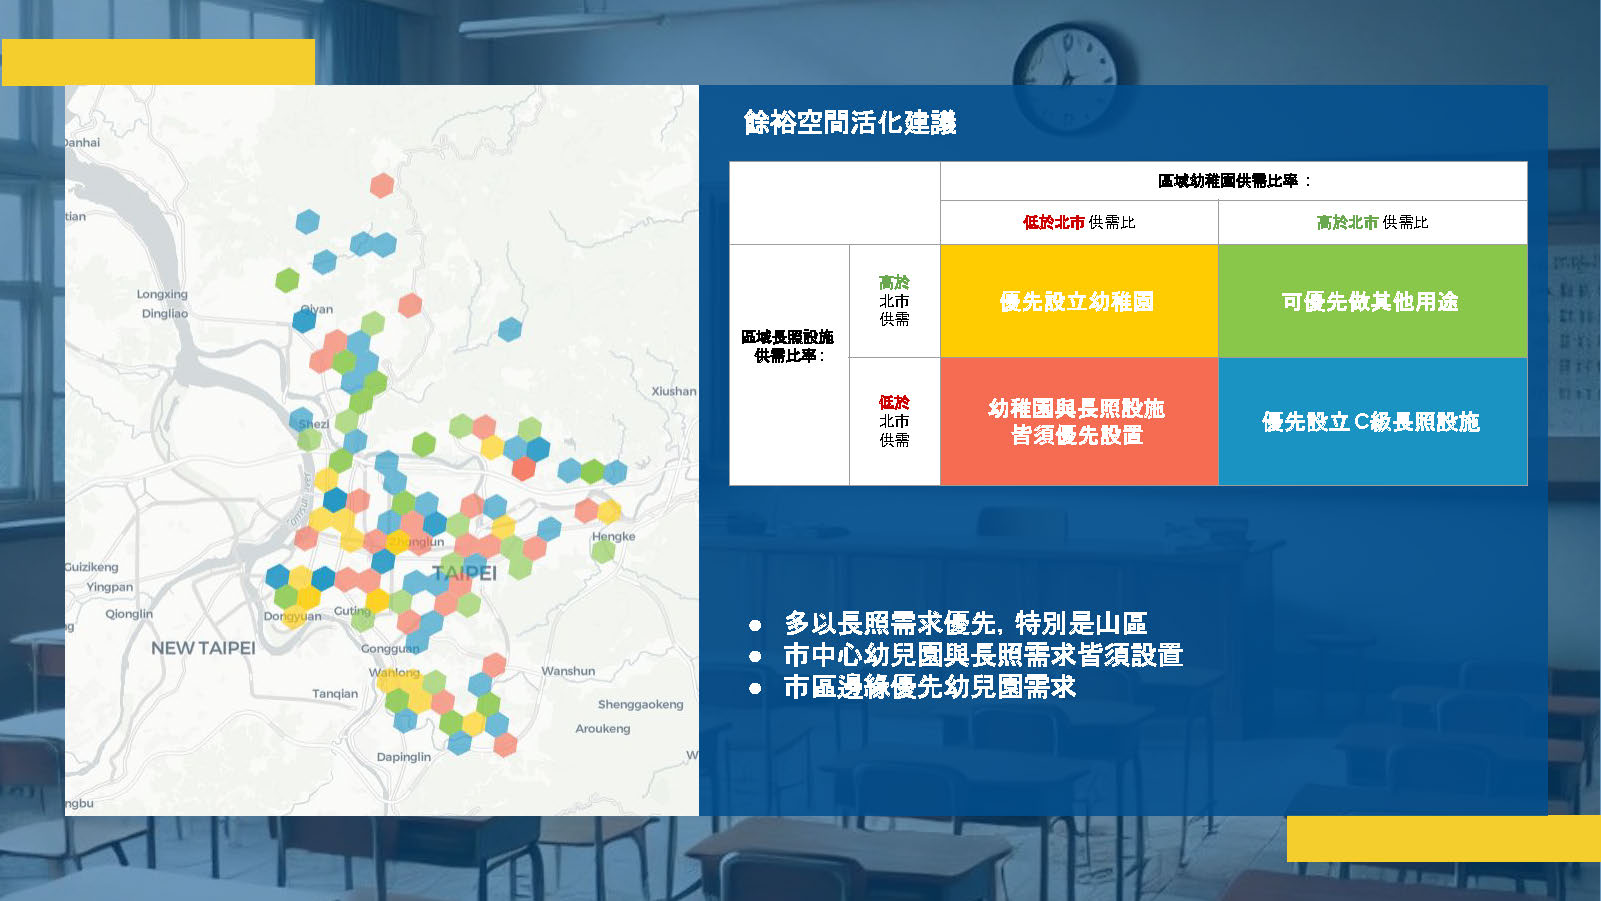 Danhai
tian
Longxing
Dingliao
Qiyan
Xiushan
Shezi
Tamsui River
Zhonglun
Hengke
Guizikeng
TAIPEI
Yingpan
Qionglin
Guting
Dongyuan
ng
NEW TAIPEI
Gongguan
Wanlong
Wanshun
Tanqian
Shenggaokeng
Aroukeng
Dapinglin
W
ngbu
餘裕空間活化建議
區域幼稚園供需比率：
低於北市 供需比
高於北市 供需比
區域長照設施
供需比率：
高於
北市
供需
優先設立幼稚園
可優先做其他用途
低於
北市
供需
幼稚園與長照設施
皆須優先設置
優先設立C級長照設施
● 多以長照需求優先，特別是山區
● 市中心幼兒園與長照需求皆須設置
● 市區邊緣優先幼兒園需求